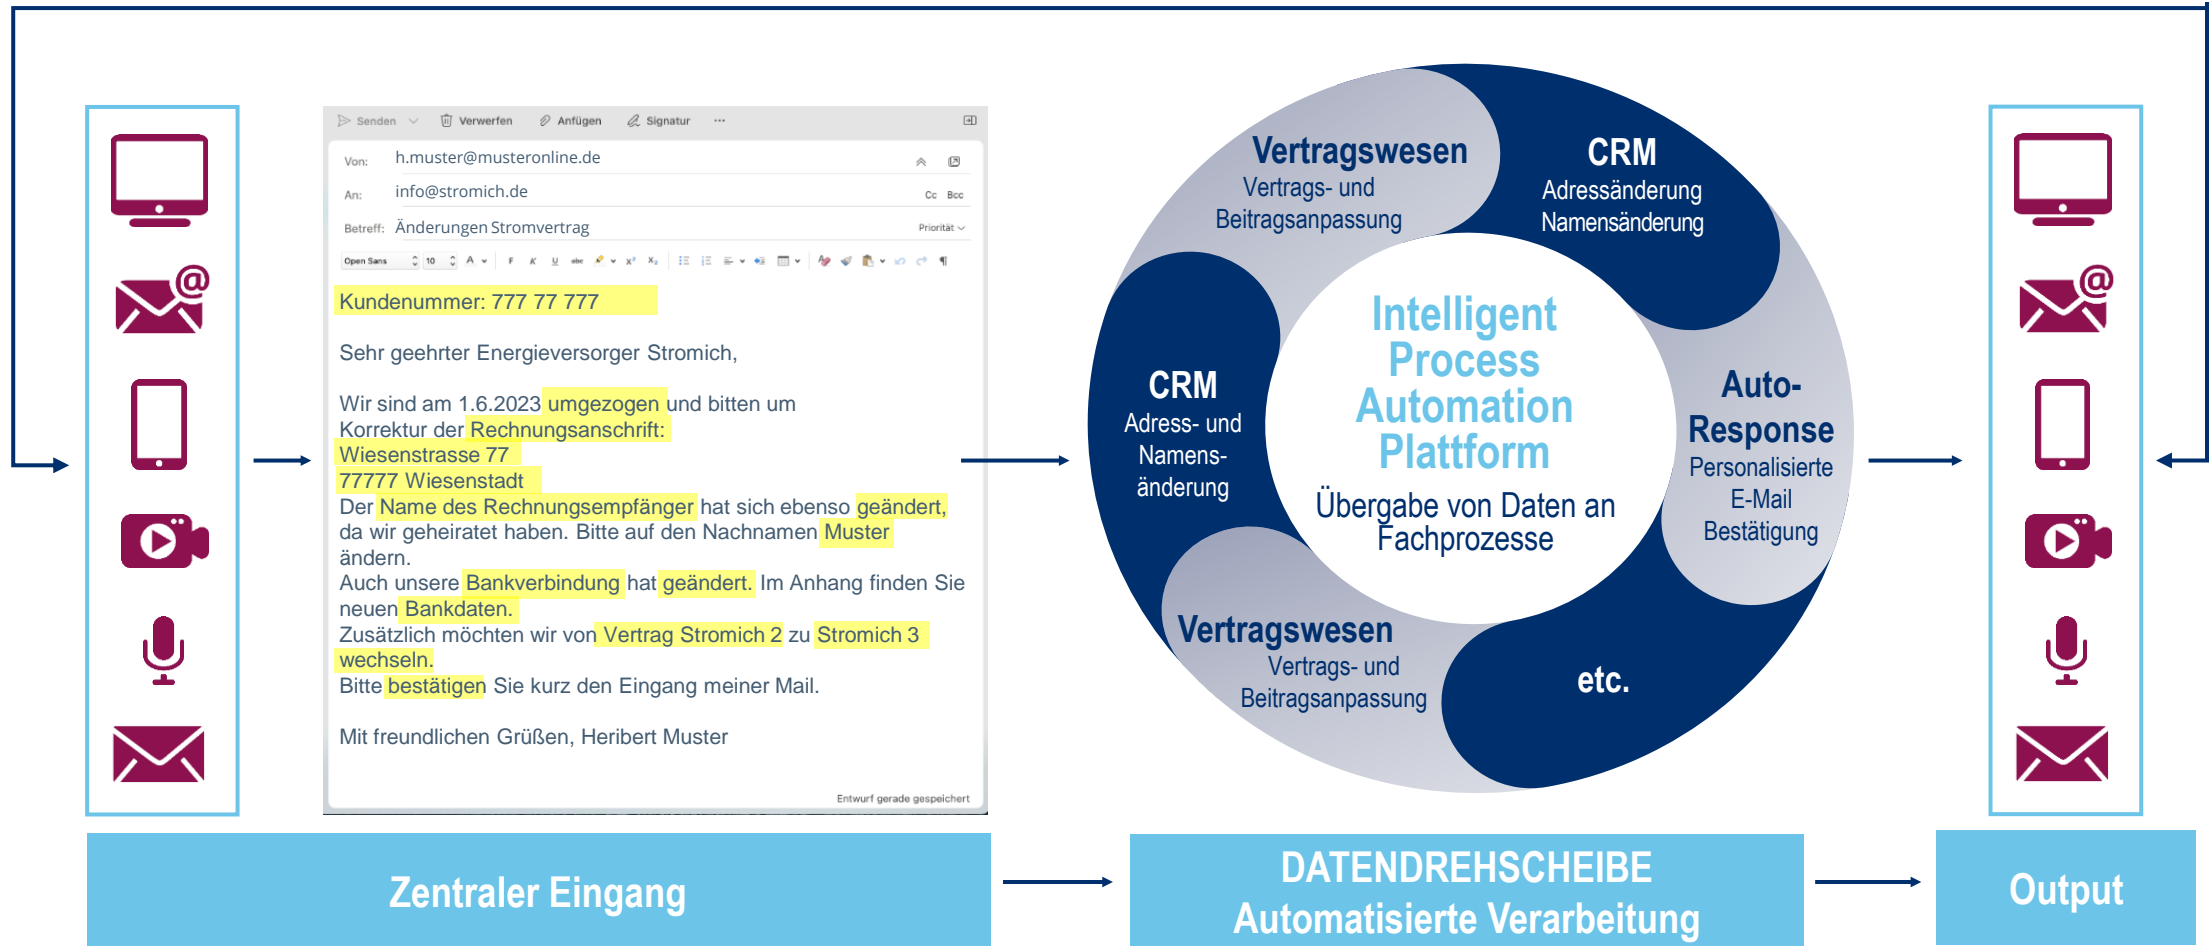 Senden Verwerfen Anfügen Signatur ...
Von: h.muster@musteronline.de
An: info@stromich.de
Cc Bcc
Betreff: Änderungen Stromvertrag
Priorität
Open Sans 10 A F K U abc X² X₂
Kundenummer: 777 77 777
Sehr geehrter Energieversorger Stromich,
Wir sind am 1.6.2023 umgezogen und bitten um
Korrektur der Rechnungsanschrift:
Wiesenstrasse 77
77777 Wiesenstadt
Der Name des Rechnungsempfänger hat sich ebenso geändert,
da wir geheiratet haben. Bitte auf den Nachnamen Muster
ändern.
Auch unsere Bankverbindung hat geändert. Im Anhang finden Sie
neuen Bankdaten.
Zusätzlich möchten wir von Vertrag Stromich 2 zu Stromich 3
wechseln.
Bitte bestätigen Sie kurz den Eingang meiner Mail.
Mit freundlichen Grüßen, Heribert Muster
Entwurf gerade gespeichert
Vertragswesen
Vertrags- und
Beitragsanpassung
CRM
Adressänderung
Namensänderung
CRM
Adress- und
Namens-
änderung
Intelligent
Process
Automation
Plattform
Übergabe von Daten an
Fachprozesse
Auto-
Response
Personalisierte
E-Mail
Bestätigung
Vertragswesen
Vertrags- und
Beitragsanpassung
etc.
@
@
Zentraler Eingang
DATENDREHSCHEIBE
Automatisierte Verarbeitung
Output